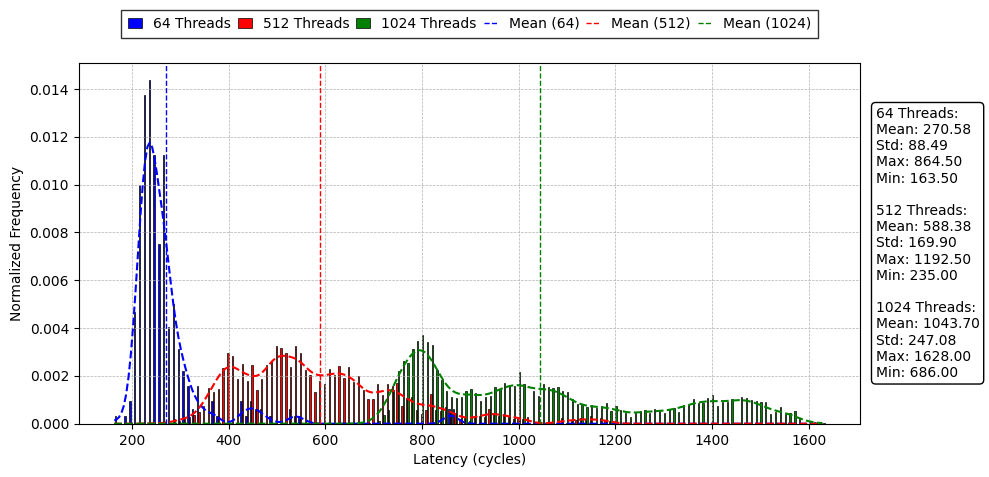 64 Threads 512 Threads 1024 Threads Mean (64) Mean (512) Mean (1024)
0.014
0.012
0.010
0.008
0.006
0.004
0.002
0.000
Normalized Frequency
200 400 600 800 1000 1200 1400 1600
Latency (cycles)
64 Threads:
Mean: 270.58
Std: 88.49
Max: 864.50
Min: 163.50
512 Threads:
Mean: 588.38
Std: 169.90
Max: 1192.50
Min: 235.00
1024 Threads:
Mean: 1043.70
Std: 247.08
Max: 1628.00
Min: 686.00